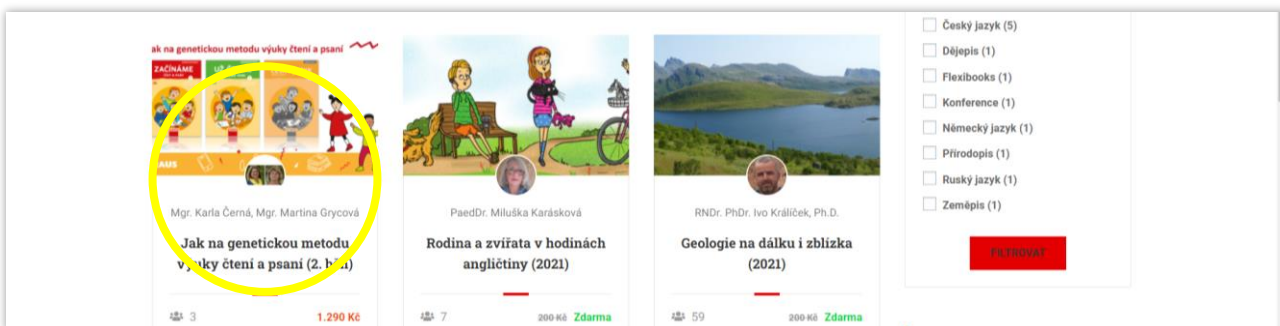 ak na genetickou metodu výuky čtení a psaní
ZAČÍNÁME
AUS
Mgr. Karla Černá, Mgr. Martina Grycová
Jak na genetickou metodu
výuky čtení a psaní (2. běh)
3
1.290 Kč
PaedDr. Miluška Karásková
Rodina a zvířata v hodinách
angličtiny (2021)
7
200 Kč Zdarma
RNDr. PhDr. Ivo Králíček, Ph.D.
Geologie na dálku i zblízka
(2021)
59
200 Kč Zdarma
Český jazyk (5)
Dějepis (1)
Flexibooks (1)
Konference (1)
Německý jazyk (1)
Přírodopis (1)
Ruský jazyk (1)
Zeměpis (1)
FILTROVAT